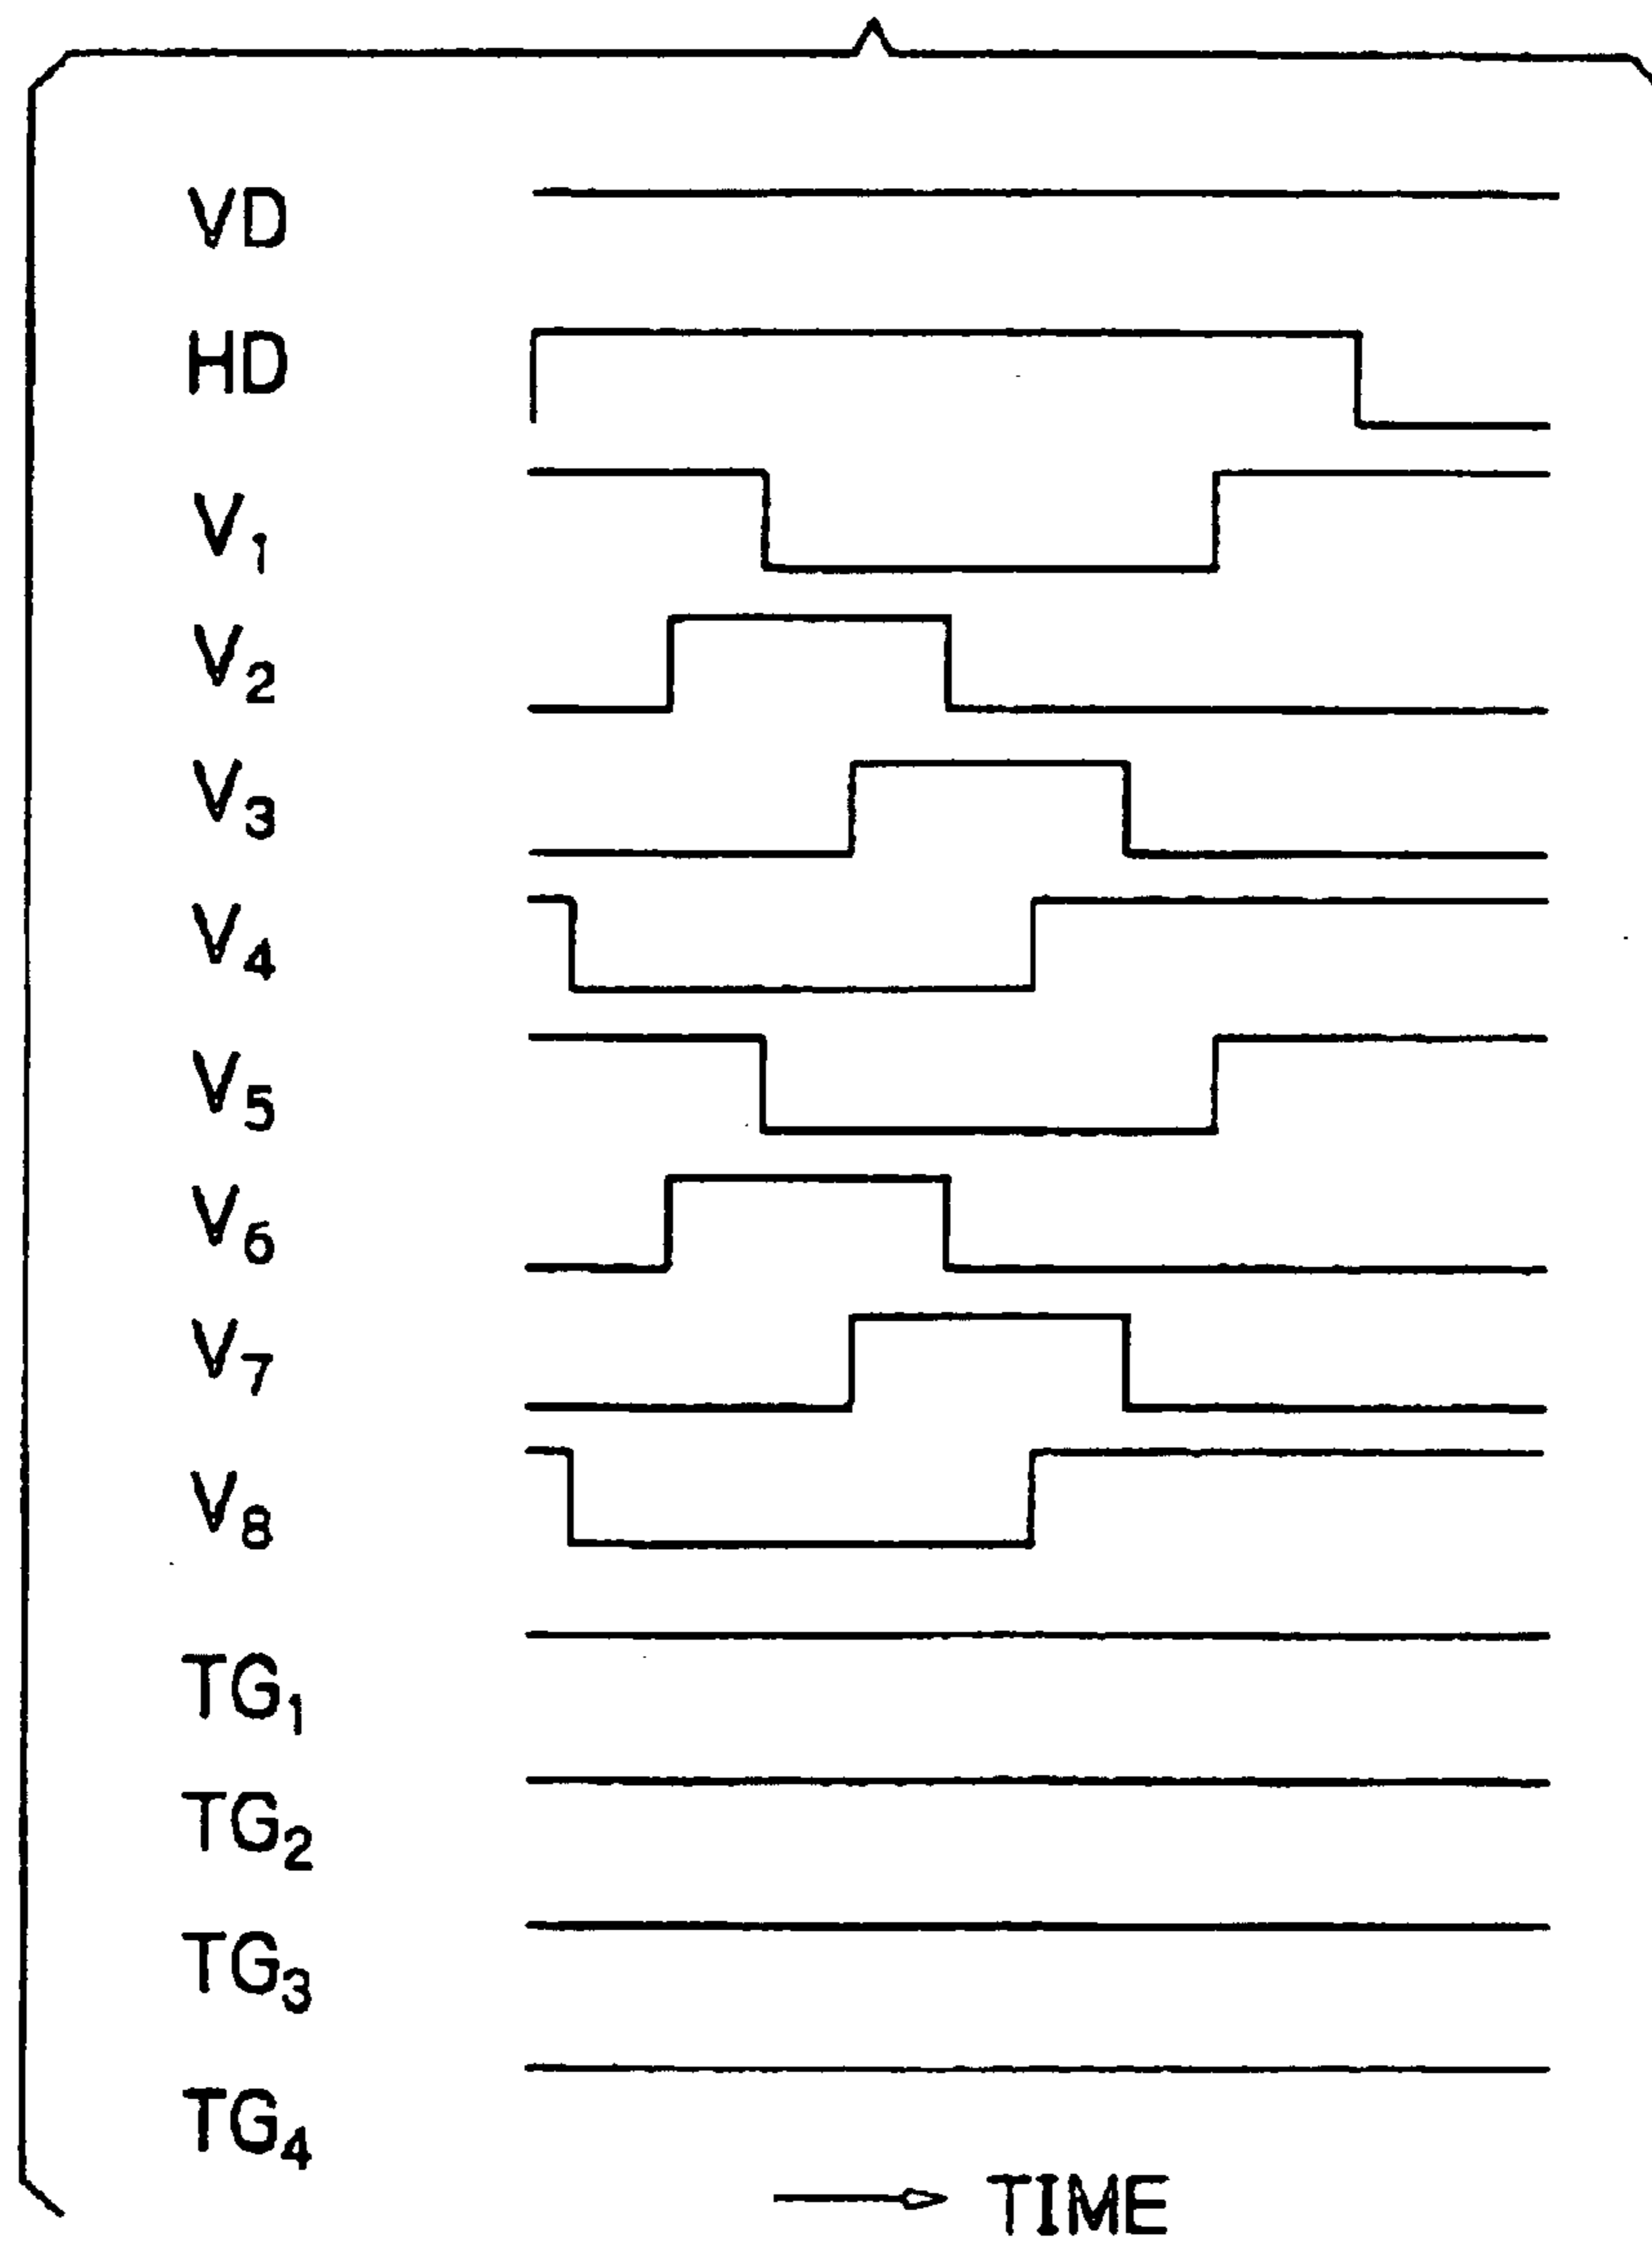 VD
HD
V₁
V₂
V₃
V₄
V₅
V₆
V₇
V₈
TG₁
TG₂
TG₃
TG₄
TIME